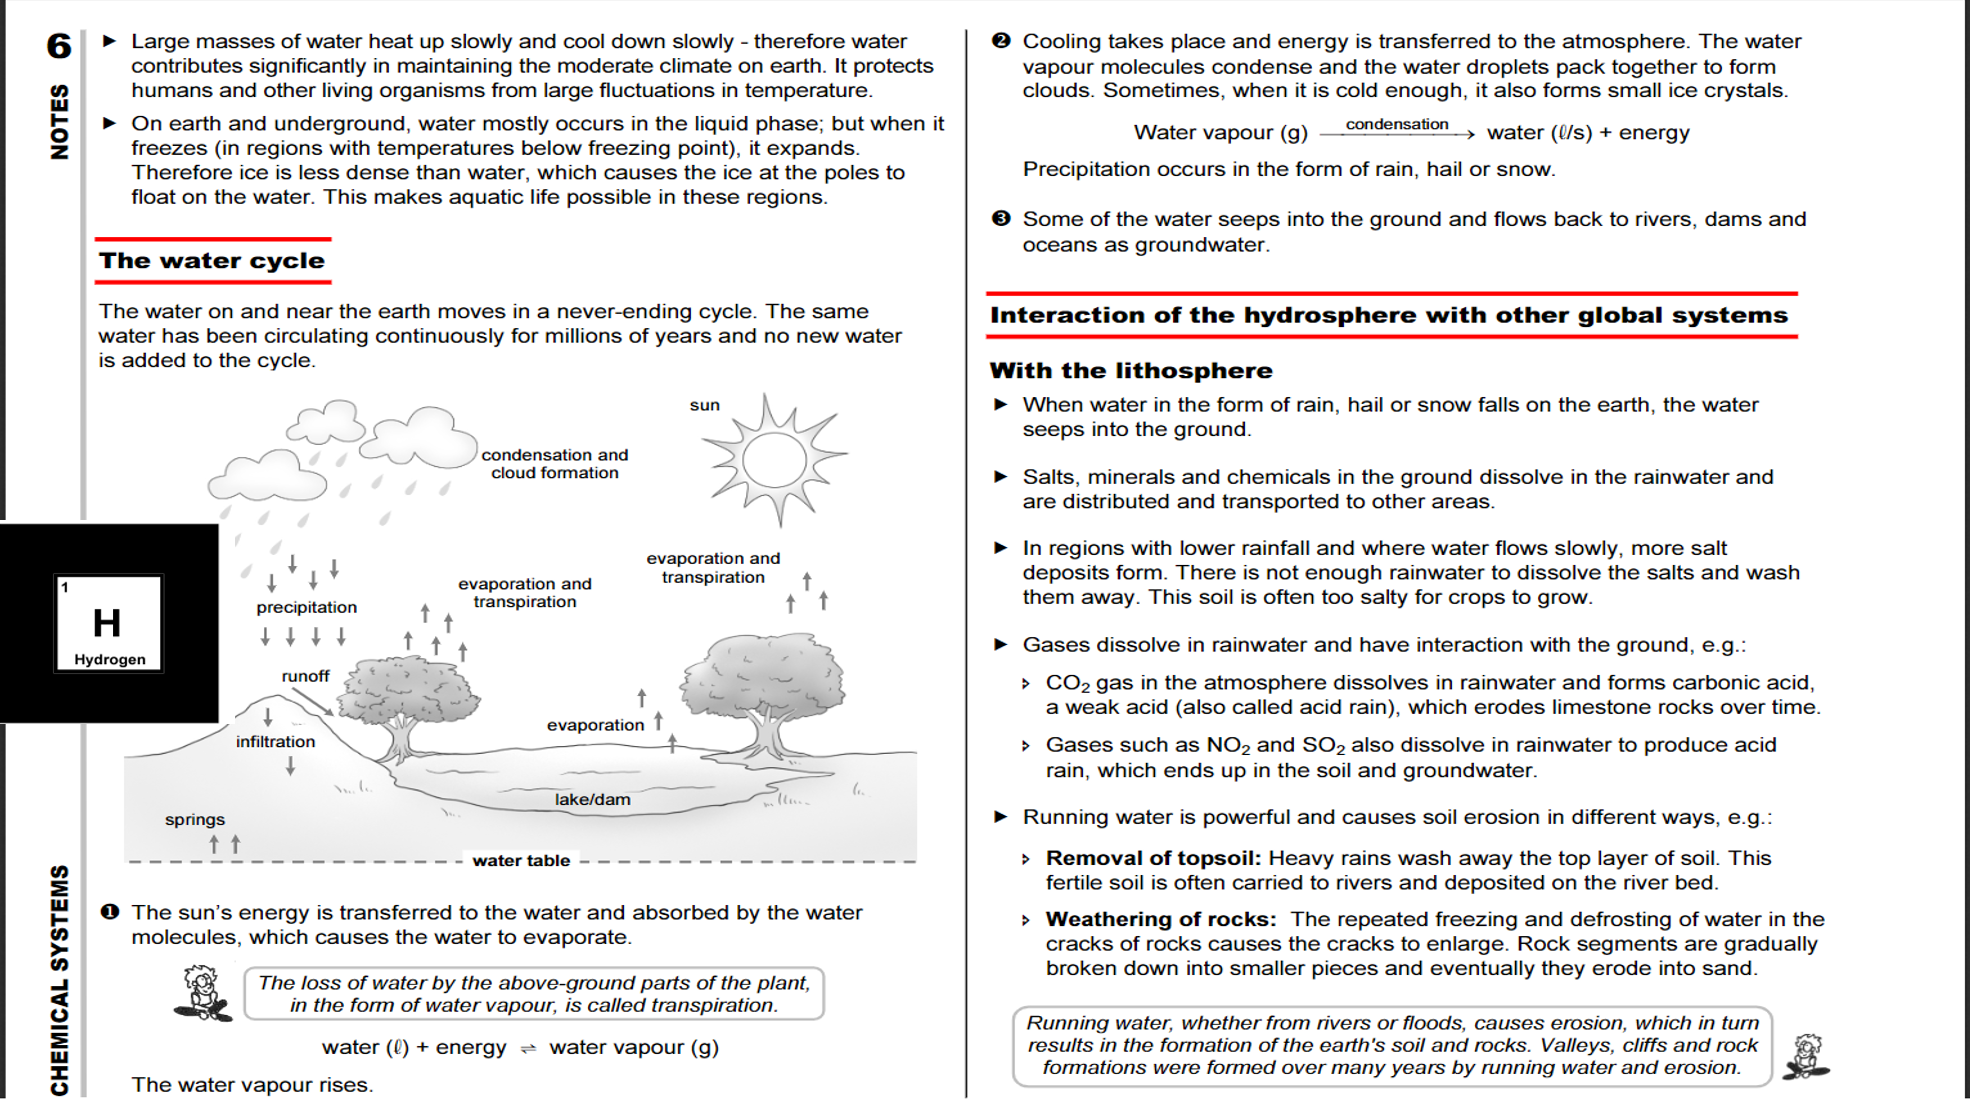 6
NOTES
► Large masses of water heat up slowly and cool down slowly - therefore water
contributes significantly in maintaining the moderate climate on earth. It protects
humans and other living organisms from large fluctuations in temperature.
► On earth and underground, water mostly occurs in the liquid phase; but when it
freezes (in regions with temperatures below freezing point), it expands.
Therefore ice is less dense than water, which causes the ice at the poles to
float on the water. This makes aquatic life possible in these regions.
The water cycle
The water on and near the earth moves in a never-ending cycle. The same
water has been circulating continuously for millions of years and no new water
is added to the cycle.
sun
condensation and
cloud formation
evaporation and
transpiration
evaporation and
transpiration
precipitation
runoff
evaporation
infiltration
lake/dam
springs
water table
1
H
Hydrogen
CHEMICAL SYSTEMS
❶ The sun's energy is transferred to the water and absorbed by the water
molecules, which causes the water to evaporate.
The loss of water by the above-ground parts of the plant,
in the form of water vapour, is called transpiration.
water (ℓ) + energy ⇌ water vapour (g)
The water vapour rises.
❷ Cooling takes place and energy is transferred to the atmosphere. The water
vapour molecules condense and the water droplets pack together to form
clouds. Sometimes, when it is cold enough, it also forms small ice crystals.
condensation
Water vapour (g) → water (ℓ/s) + energy
Precipitation occurs in the form of rain, hail or snow.
❸ Some of the water seeps into the ground and flows back to rivers, dams and
oceans as groundwater.
Interaction of the hydrosphere with other global systems
With the lithosphere
► When water in the form of rain, hail or snow falls on the earth, the water
seeps into the ground.
► Salts, minerals and chemicals in the ground dissolve in the rainwater and
are distributed and transported to other areas.
► In regions with lower rainfall and where water flows slowly, more salt
deposits form. There is not enough rainwater to dissolve the salts and wash
them away. This soil is often too salty for crops to grow.
► Gases dissolve in rainwater and have interaction with the ground, e.g.:
CO₂ gas in the atmosphere dissolves in rainwater and forms carbonic acid,
a weak acid (also called acid rain), which erodes limestone rocks over time.
Gases such as NO₂ and SO₂ also dissolve in rainwater to produce acid
rain, which ends up in the soil and groundwater.
► Running water is powerful and causes soil erosion in different ways, e.g.:
Removal of topsoil: Heavy rains wash away the top layer of soil. This
fertile soil is often carried to rivers and deposited on the river bed.
Weathering of rocks: The repeated freezing and defrosting of water in the
cracks of rocks causes the cracks to enlarge. Rock segments are gradually
broken down into smaller pieces and eventually they erode into sand.
Running water, whether from rivers or floods, causes erosion, which in turn
results in the formation of the earth's soil and rocks. Valleys, cliffs and rock
formations were formed over many years by running water and erosion.